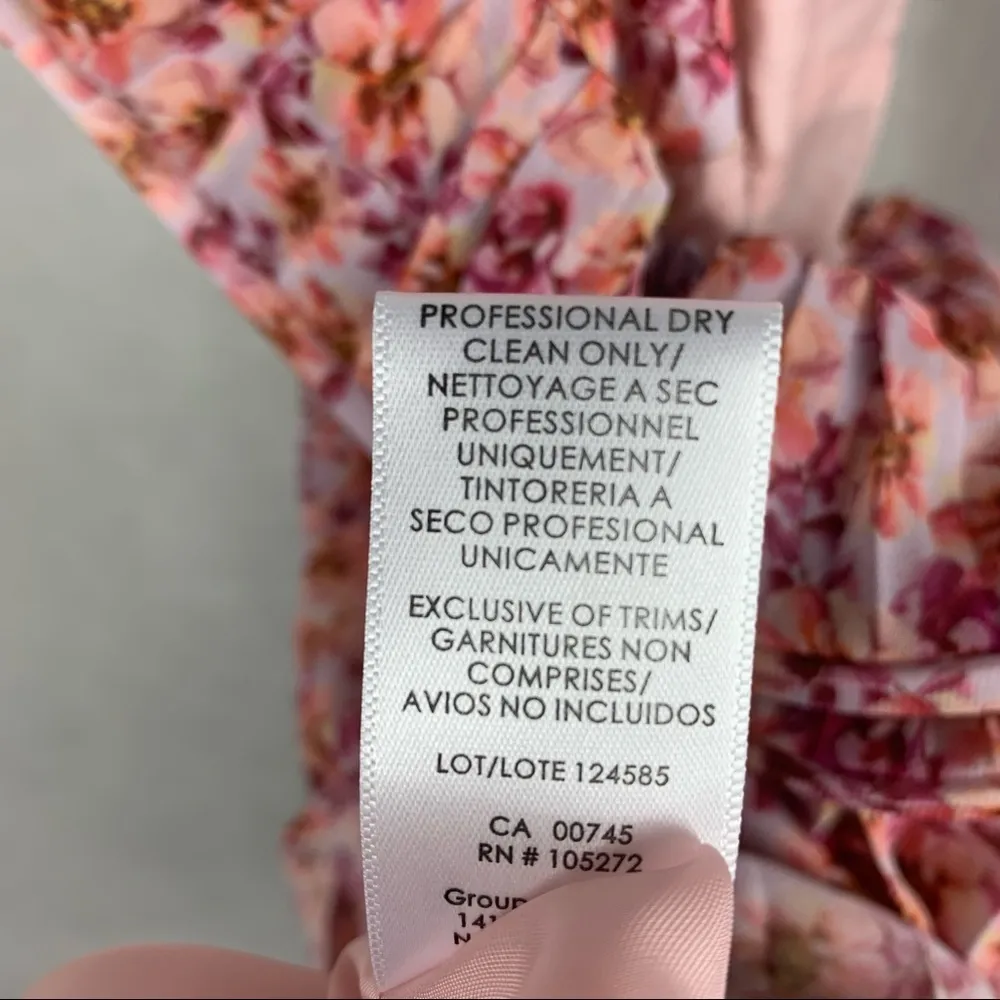 PROFESSIONAL DRY
CLEAN ONLY/
NETTOYAGE A SEC
PROFESSIONNEL
UNIQUEMENT/
TINTORERIA A
SECO PROFESIONAL
UNICAMENTE
EXCLUSIVE OF TRIMS/
GARNITURES NON
COMPRISES/
AVIOS NO INCLUIDOS
LOT/LOTE 124585
CA 00745
RN # 105272
Group